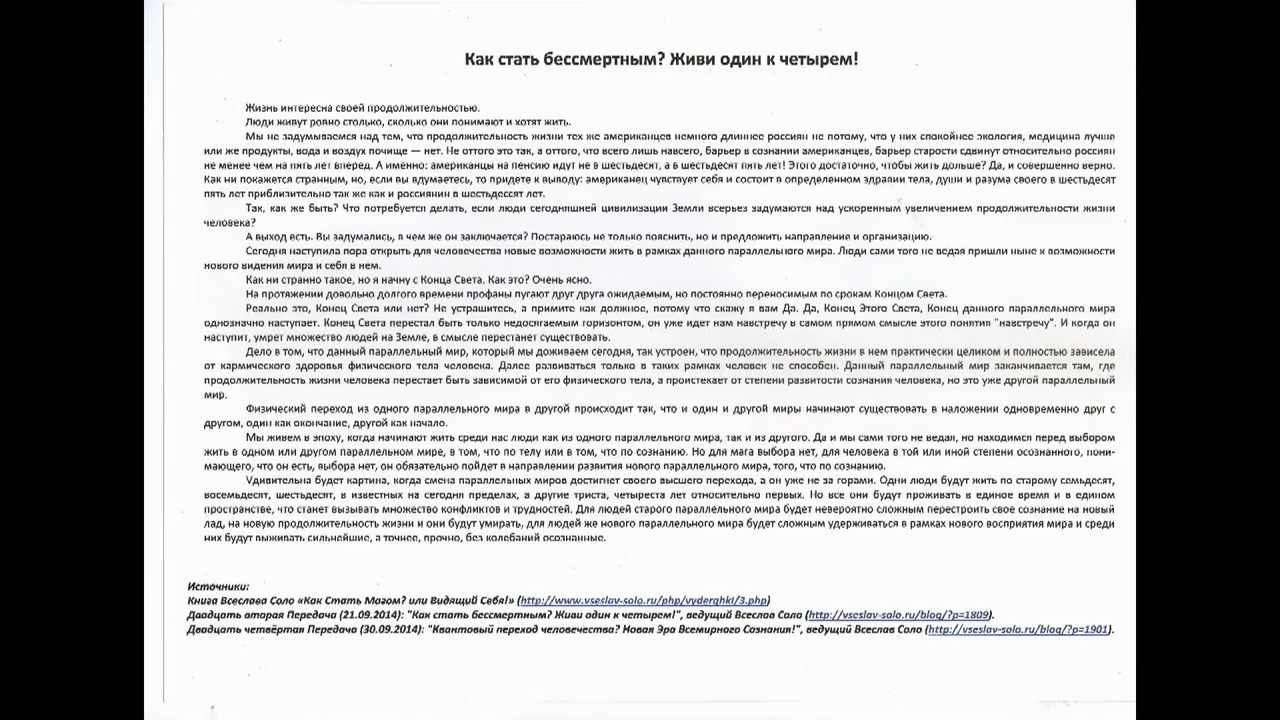 Как стать бессмертным? Живи один к четырем!
Жизнь интересна своей продолжительностью.
Люди живут ровно столько, сколько они понимают и хотят жить.
Мы не задумываемся над тем, что продолжительность жизни тех же американцев немного длиннее россиян не потому, что у них спокойнее экология, медицина лучше
или же продукты, вода и воздух почище — нет. Не оттого это так, а оттого, что всего лишь навсего, барьер в сознании американцев, барьер старости сдвинут относительно россиян
не менее чем на пять лет вперед. А именно: американцы на пенсию идут не в шестьдесят, а в шестьдесят пять лет! Этого достаточно, чтобы жить дольше? Да, и совершенно верно.
Как ни покажется странным, но, если вы вдумаетесь, то придете к выводу: американец чувствует себя и состоит в определенном здравии тела, души и разума своего в шестьдесят
пять лет приблизительно так же как и россиянин в шестьдесят лет.
Так, как же быть? Что потребуется делать, если люди сегодняшней цивилизации Земли всерьез задумаются над ускоренным увеличением продолжительности жизни
человека?
А выход есть. Вы задумались, в чем же он заключается? Постараюсь не только пояснить, но и предложить направление и организацию.
Сегодня наступила пора открыть для человечества новые возможности жить в рамках данного параллельного мира. Люди сами того не ведая пришли ныне к возможности
нового видения мира и себя в нем.
Как ни странно такое, но я начну с Конца Света. Как это? Очень ясно.
На протяжении довольно долгого времени профаны пугают друг друга ожидаемым, но постоянно переносимым по срокам Концом Света.
Реально это, Конец Света или нет? Не устрашитесь, а примите как должное, потому что скажу я вам Да. Да, Конец Этого Света, Конец данного параллельного мира
однозначно наступает. Конец Света перестал быть только недосягаемым горизонтом, он уже идет нам навстречу в самом прямом смысле этого понятия "навстречу". И когда он
наступит, умрет множество людей на Земле, в смысле перестанет существовать.
Дело в том, что данный параллельный мир, который мы доживаем сегодня, так устроен, что продолжительность жизни в нем практически целиком и полностью зависела
от кармического здоровья физического тела человека. Далее развиваться только в таких рамках человек не способен. Данный параллельный мир заканчивается там, где
продолжительность жизни человека перестает быть зависимой от его физического тела, а проистекает от степени развитости сознания человека, но это уже другой параллельный
мир.
Физический переход из одного параллельного мира в другой происходит так, что и один и другой миры начинают существовать в наложении одновременно друг с
другом, один как окончание, другой как начало.
Мы живем в эпоху, когда начинают жить среди нас люди как из одного параллельного мира, так и из другого. Да и мы сами того не ведая, но находимся перед выбором
жить в одном или другом параллельном мире, в том, что по телу или в том, что по сознанию. Но для мага выбора нет, для человека в той или иной степени осознанного, пони-
мающего, что он есть, выбора нет, он обязательно пойдет в направлении развития нового параллельного мира, того, что по сознанию.
Удивительна будет картина, когда смена параллельных миров достигнет своего высшего перехода, а он уже не за горами. Одни люди будут жить по старому семьдесят,
восемьдесят, шестьдесят, в известных на сегодня пределах, а другие триста, четыреста лет относительно первых. Но все они будут проживать в единое время и в едином
пространстве, что станет вызывать множество конфликтов и трудностей. Для людей старого параллельного мира будет невероятно сложным перестроить свое сознание на новый
лад, на новую продолжительность жизни и они будут умирать, для людей же нового параллельного мира будет сложным удерживаться в рамках нового восприятия мира и среди
них будут выживать сильнейшие, а точнее, прочно, без колебаний осознанные.
Источники:
Книга Всеслава Соло «Как Стать Магом? или Видящий Себя!» (http://www.vseslav-solo.ru/php/vyderghki/3.php)
Двадцать вторая Передача (21.09.2014): "Как стать Бессмертным? Живи один к четырем!", ведущий Всеслав Соло (http://vseslav-solo.ru/blog/?p=1809).
Двадцать четвёртая Передача (30.09.2014): "Квантовый переход человечества? Новая Эра Всемирного Сознания!", ведущий Всеслав Соло (http://vseslav-solo.ru/blog/?p=1901).